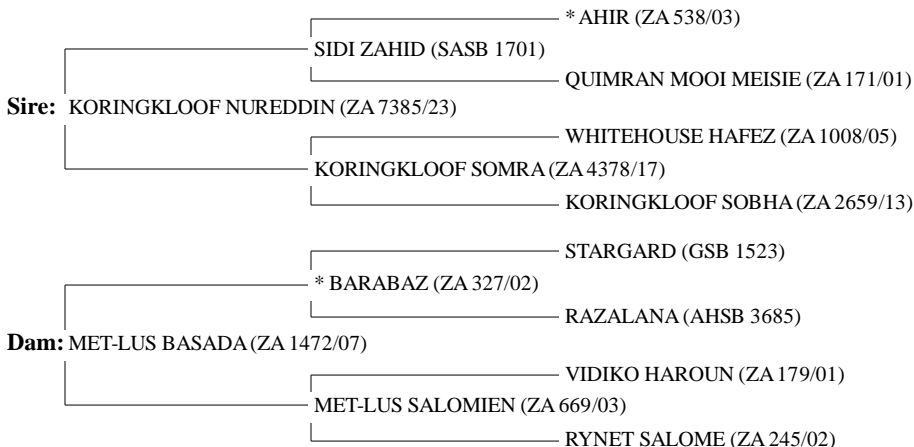 * AHIR (ZA 538/03)
SIDI ZAHID (SASB 1701)
QUIMRAN MOOI MEISIE (ZA 171/01)
Sire: KORINGKLOOF NUREDDIN (ZA 7385/23)
WHITEHOUSE HAFEZ (ZA 1008/05)
KORINGKLOOF SOMRA (ZA 4378/17)
KORINGKLOOF SOBHA (ZA 2659/13)
STARGARD (GSB 1523)
* BARABAZ (ZA 327/02)
RAZALANA (AHSB 3685)
Dam: MET-LUS BASADA (ZA 1472/07)
VIDIKO HAROUN (ZA 179/01)
MET-LUS SALOMIEN (ZA 669/03)
RYNET SALOME (ZA 245/02)